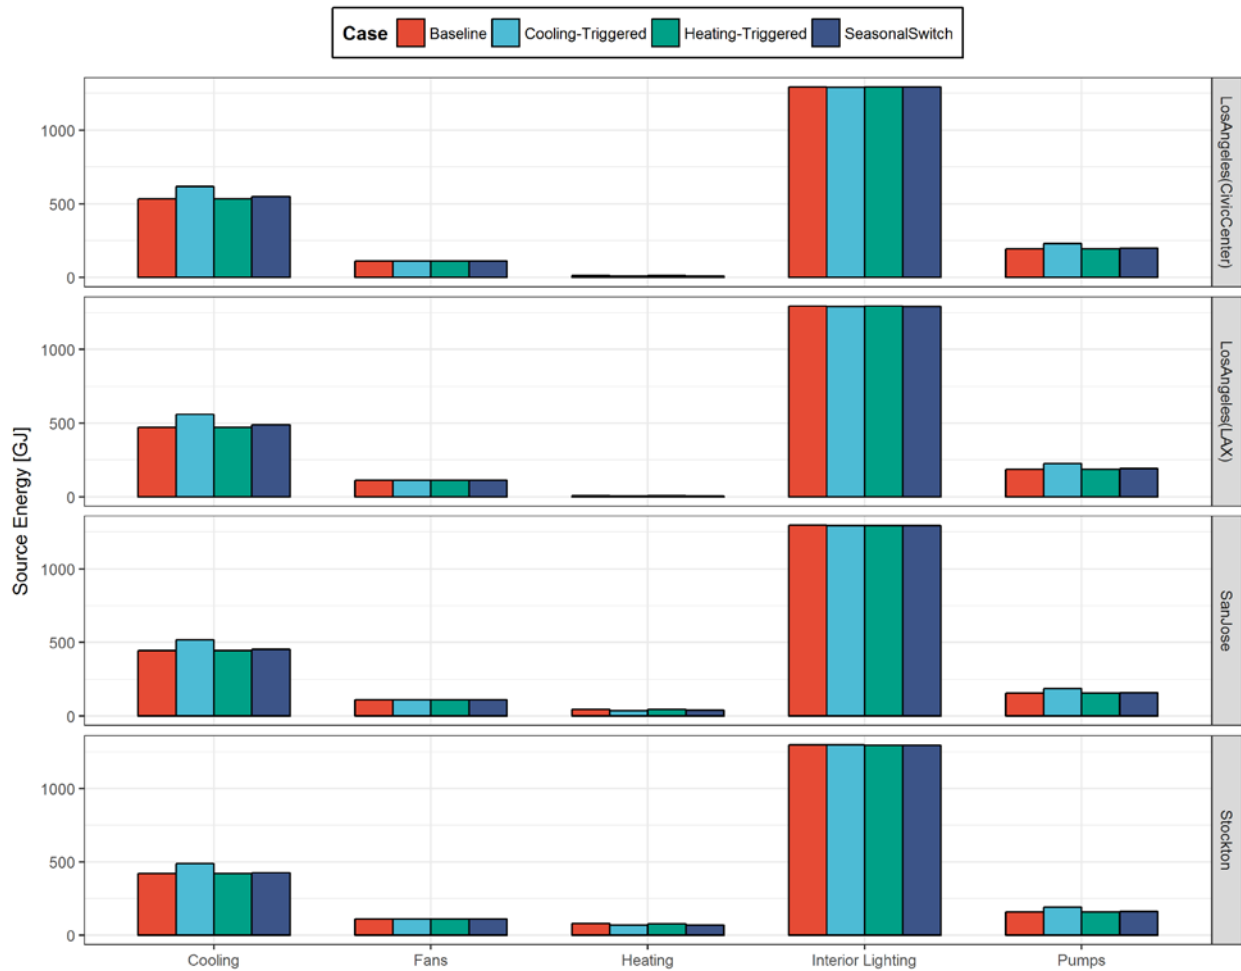 Case Baseline Cooling-Triggered Heating-Triggered SeasonalSwitch
Source Energy [GJ]
1000
500
0
LosAngeles(CivicCenter)
1000
500
0
LosAngeles(LAX)
1000
500
0
SanJose
1000
500
0
Stockton
Cooling Fans Heating Interior Lighting Pumps